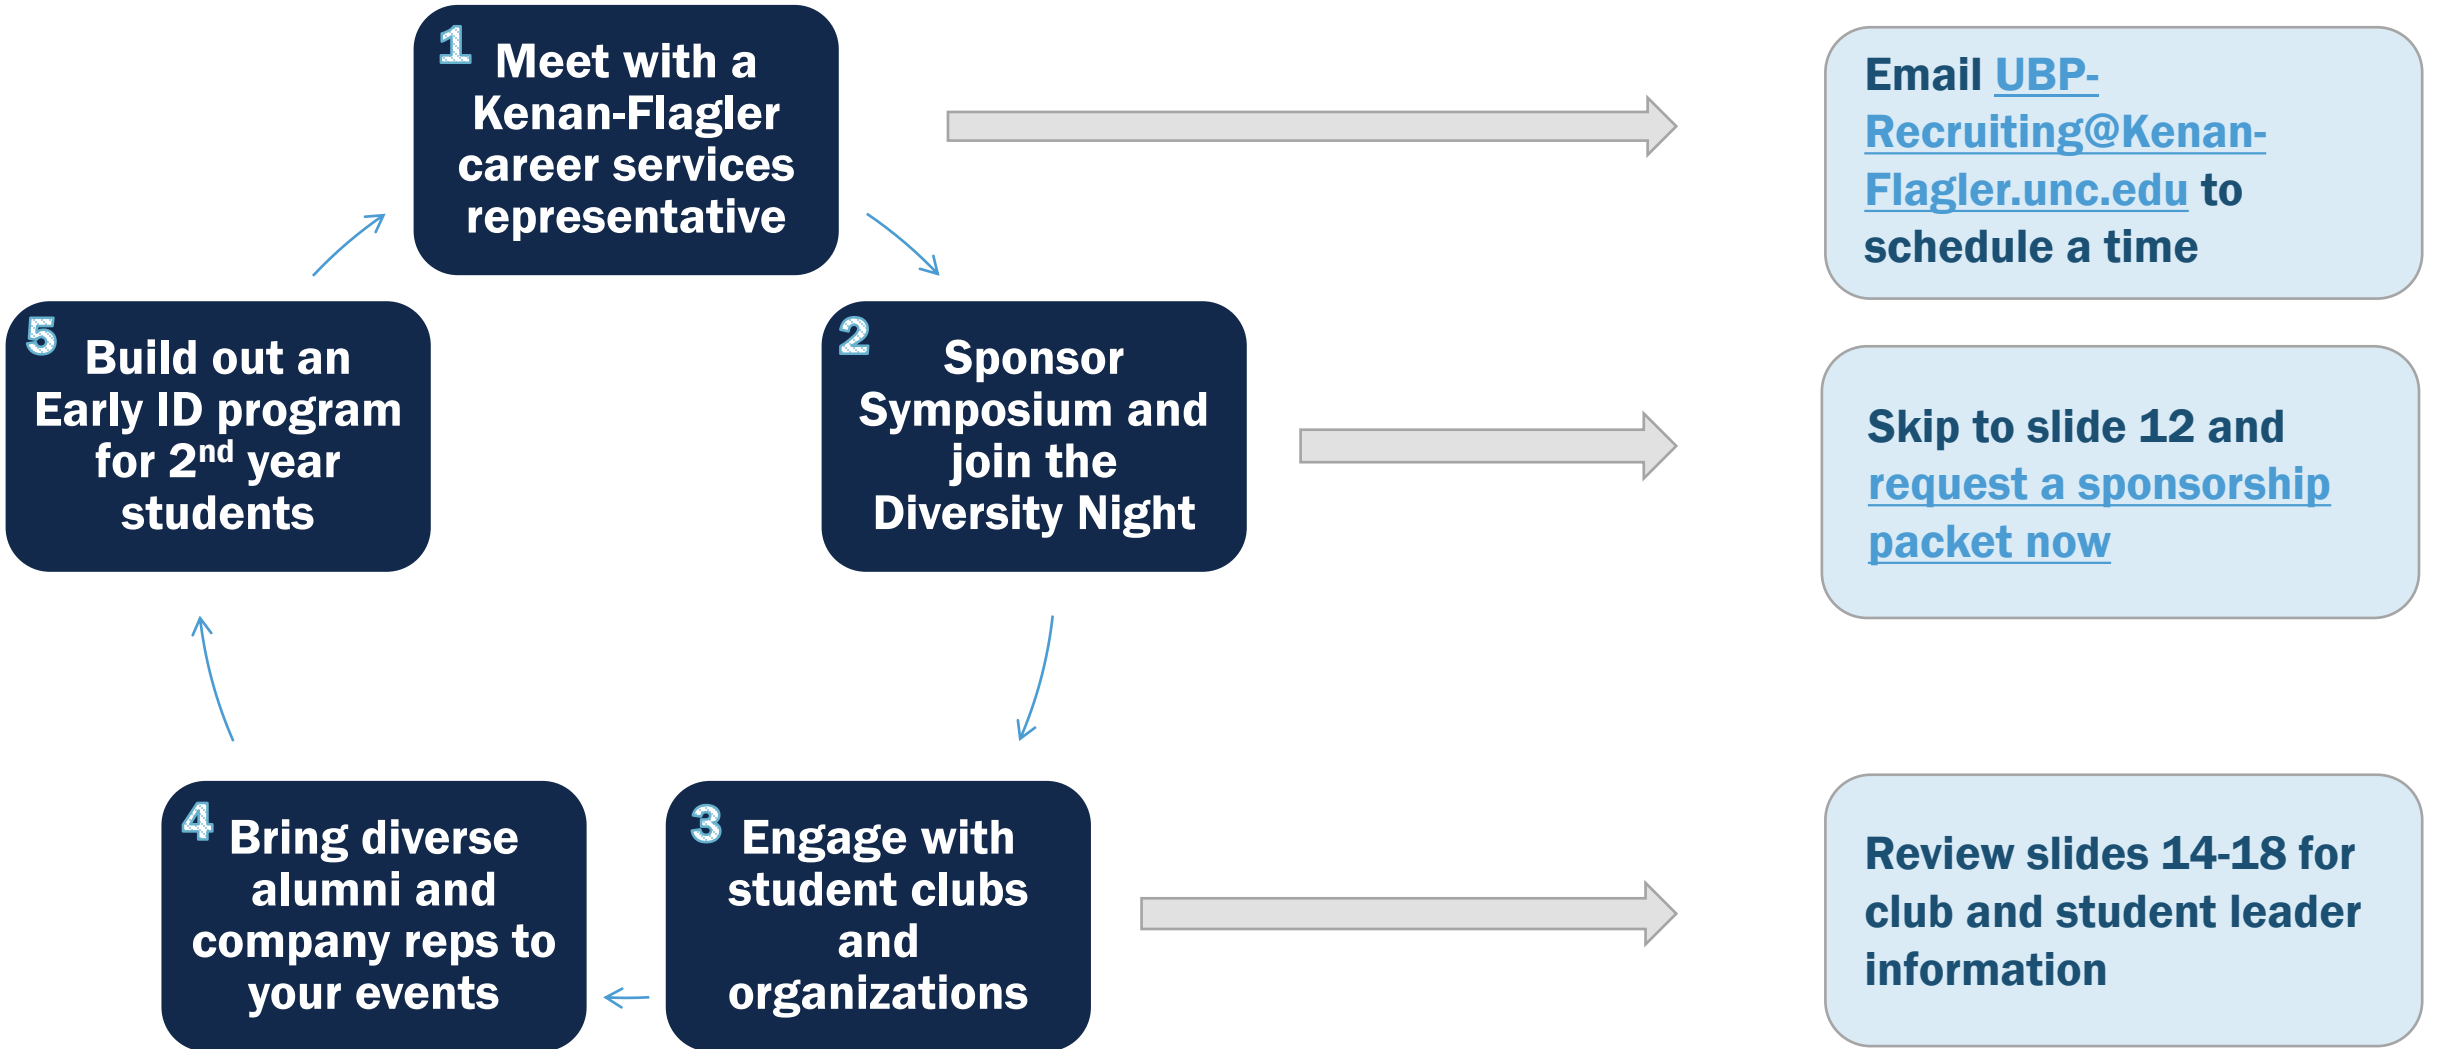 1
Meet with a
Kenan-Flagler
career services
representative
Email UBP-
Recruiting@Kenan-
Flagler.unc.edu to
schedule a time
2
Sponsor
Symposium and
join the
Diversity Night
Skip to slide 12 and
request a sponsorship
packet now
3
Engage with
student clubs
and
organizations
Review slides 14-18 for
club and student leader
information
4
Bring diverse
alumni and
company reps to
your events
5
Build out an
Early ID program
for 2nd year
students